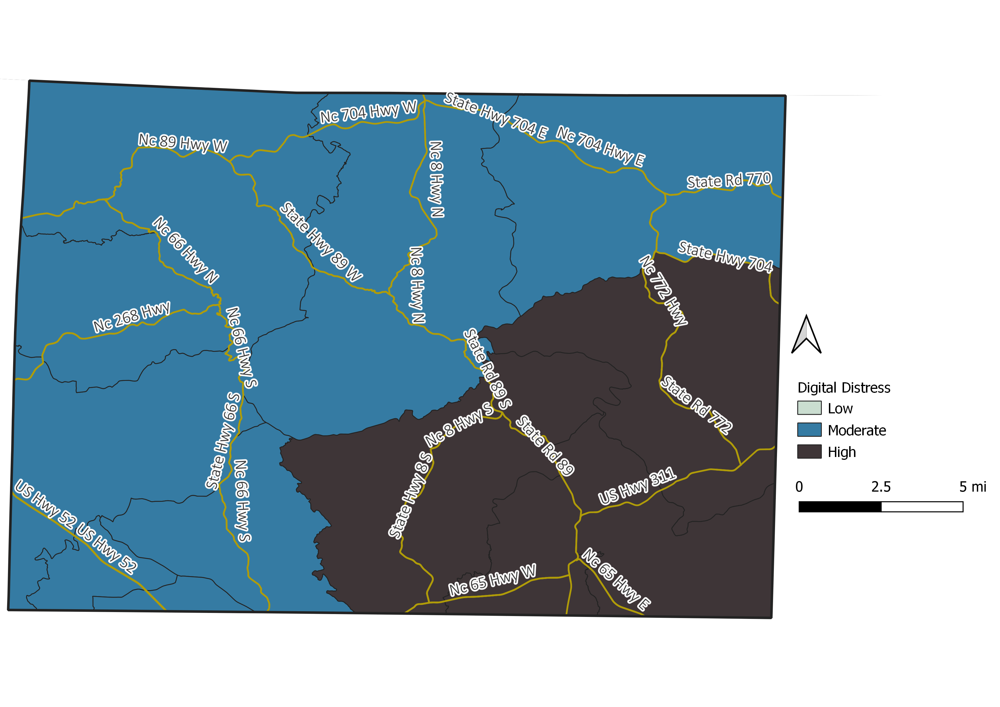 State Hwy 704 E
Nc 704 Hwy W
Nc 704 Hwy E
Nc 89 Hwy W
Nc 8 Hwy N
State Rd 770
State Hwy 89 W
Nc 66 Hwy N
State Hwy 704
Nc 8 Hwy N
Nc 772 Hwy
Nc 268 Hwy
Nc 66 Hwy S
State Rd 89 S
State Rd 772
State Hwy 66 S
Nc 8 Hwy S
State Rd 89
State Hwy 8 S
Nc 66 Hwy S
US Hwy 311
US Hwy 52
US Hwy 52
Nc 65 Hwy W
Nc 65 Hwy E
Digital Distress
Low
Moderate
High
0 2.5 5 mi